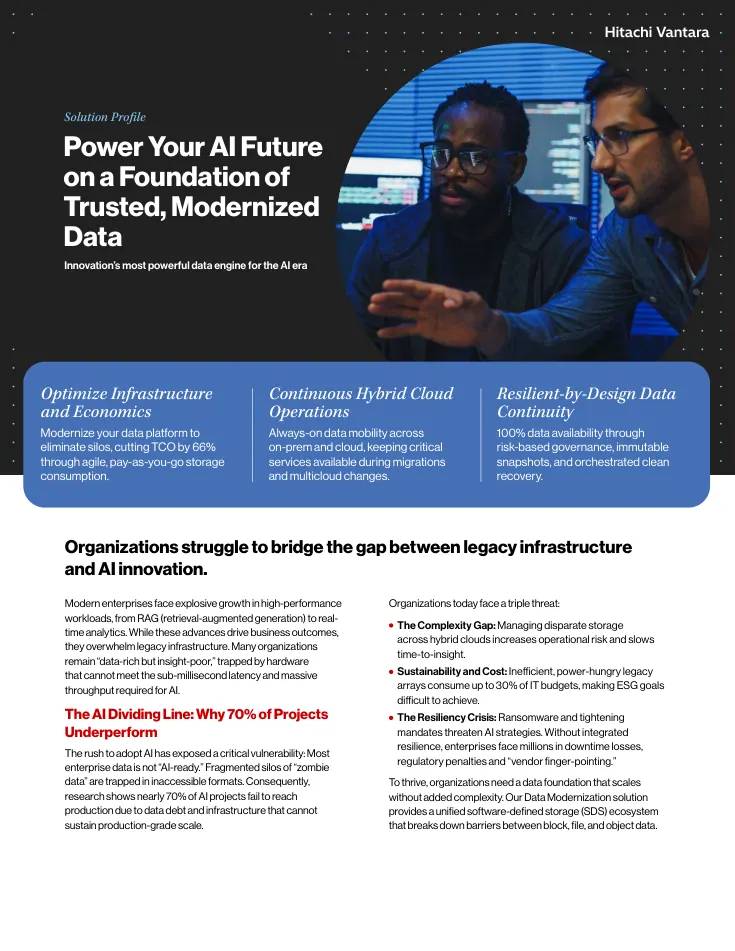 Hitachi Vantara
Solution Profile
Power Your AI Future
on a Foundation of
Trusted, Modernized
Data
Innovation's most powerful data engine for the AI era
Optimize Infrastructure
and Economics
Modernize your data platform to
eliminate silos, cutting TCO by 66%
through agile, pay-as-you-go storage
consumption.
Continuous Hybrid Cloud
Operations
Always-on data mobility across
on-prem and cloud, keeping critical
services available during migrations
and multicloud changes.
Resilient-by-Design Data
Continuity
100% data availability through
risk-based governance, immutable
snapshots, and orchestrated clean
recovery.
Organizations struggle to bridge the gap between legacy infrastructure
and AI innovation.
Modern enterprises face explosive growth in high-performance
workloads, from RAG (retrieval-augmented generation) to real-
time analytics. While these advances drive business outcomes,
they overwhelm legacy infrastructure. Many organizations
remain “data-rich but insight-poor,” trapped by hardware
that cannot meet the sub-millisecond latency and massive
throughput required for AI.
The AI Dividing Line: Why 70% of Projects
Underperform
The rush to adopt AI has exposed a critical vulnerability: Most
enterprise data is not “AI-ready.” Fragmented silos of “zombie
data” are trapped in inaccessible formats. Consequently,
research shows nearly 70% of AI projects fail to reach
production due to data debt and infrastructure that cannot
sustain production-grade scale.
Organizations today face a triple threat:
• The Complexity Gap: Managing disparate storage
across hybrid clouds increases operational risk and slows
time-to-insight.
• Sustainability and Cost: Inefficient, power-hungry legacy
arrays consume up to 30% of IT budgets, making ESG goals
difficult to achieve.
• The Resiliency Crisis: Ransomware and tightening
mandates threaten AI strategies. Without integrated
resilience, enterprises face millions in downtime losses,
regulatory penalties and “vendor finger-pointing.”
To thrive, organizations need a data foundation that scales
without added complexity. Our Data Modernization solution
provides a unified software-defined storage (SDS) ecosystem
that breaks down barriers between block, file, and object data.